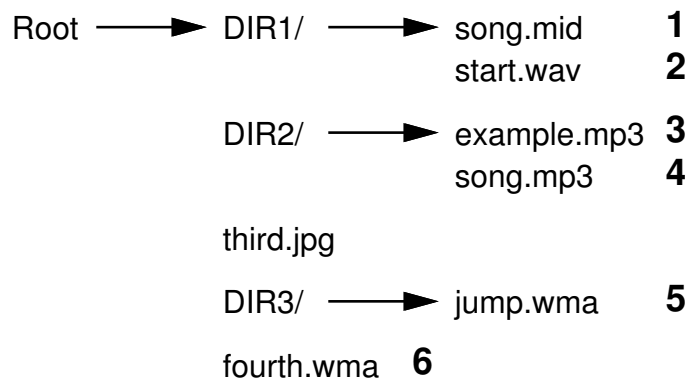 Root DIR1/ song.mid 1
start.wav 2
DIR2/ example.mp3 3
song.mp3 4
third.jpg
DIR3/ jump.wma 5
fourth.wma 6